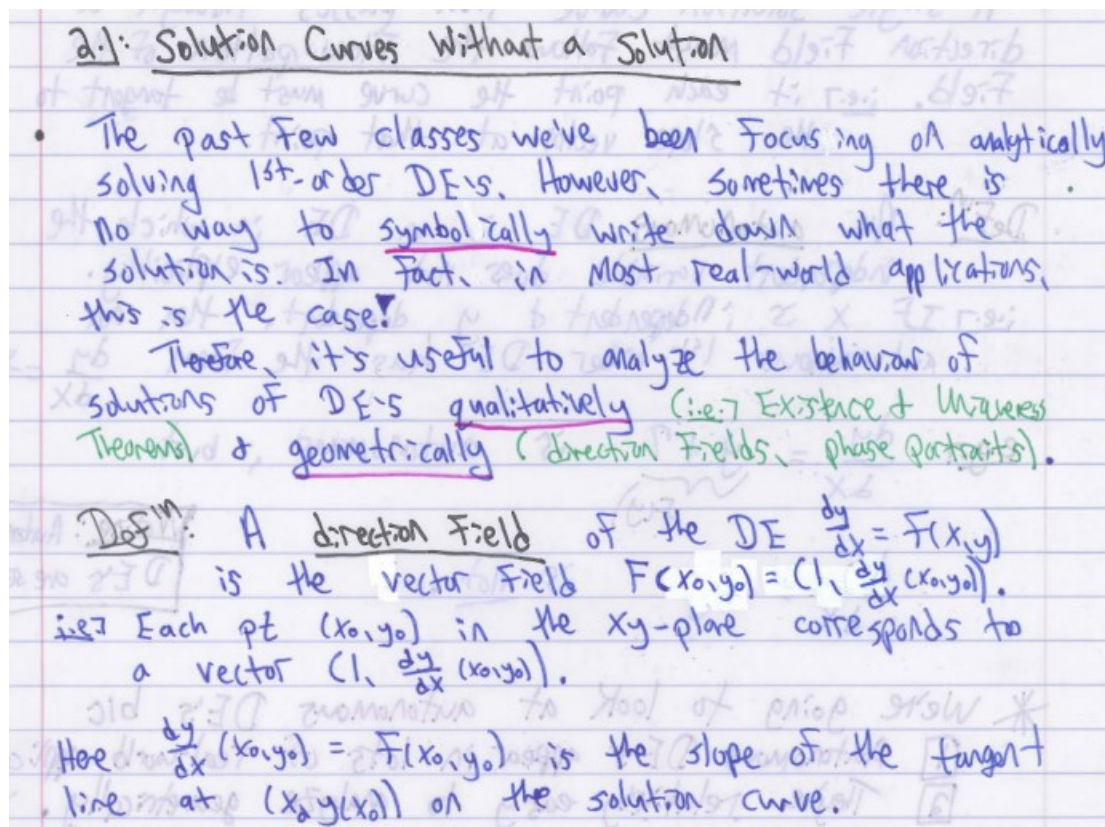 2.1: Solution Curves Without a Solution
• The past few classes we've been focusing on analytically
solving 1st-order DE's. However, sometimes there is
no way to symbolically write down what the
solution is. In fact, in most real-world applications,
this is the case!
Therefore, it's useful to analyze the behaviour of
solutions of DE's qualitatively (i.e.) Existence & Uniqueness
Theorems) & geometrically (direction fields, phase portraits).
Def'n: A direction field of the DE dy/dx = F(x,y)
is the vector field F(x₀,y₀) = (1, dy/dx (x₀,y₀)).
i.e.) Each pt (x₀,y₀) in the xy-plane corresponds to
a vector (1, dy/dx (x₀,y₀)).
Here dy/dx (x₀,y₀) = F(x₀,y₀) is the slope of the tangent
line at (x₀,y(x₀)) on the solution curve.